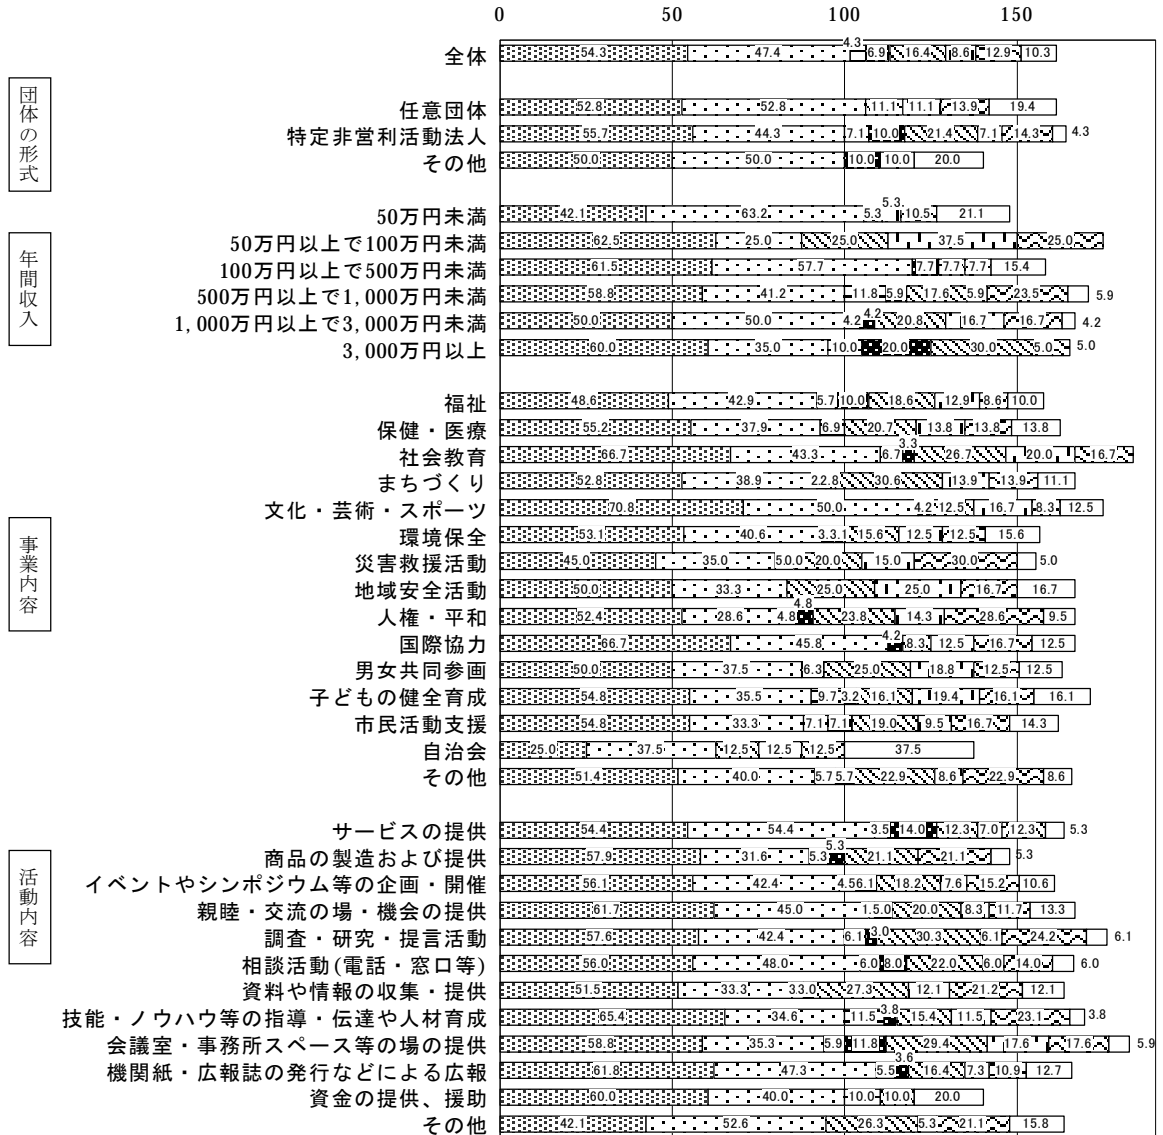 0 50 100 150
全体 54.3 47.4 4.3 6.9 16.4 8.6 12.9 10.3
団体の形式
任意団体 52.8 52.8 11.1 11.1 13.9 19.4
特定非営利活動法人 55.7 44.3 7.1 10.0 21.4 7.1 14.3 4.3
その他 50.0 50.0 10.0 10.0 20.0
年間収入
50万円未満 42.1 63.2 5.3 5.3 10.5 21.1
50万円以上で100万円未満 62.5 25.0 25.0 37.5 25.0
100万円以上で500万円未満 61.5 57.7 7.7 7.7 7.7 15.4
500万円以上で1,000万円未満 58.8 41.2 11.8 5.9 17.6 5.9 23.5 5.9
1,000万円以上で3,000万円未満 50.0 50.0 4.2 4.2 20.8 16.7 16.7 4.2
3,000万円以上 60.0 35.0 10.0 20.0 30.0 5.0 5.0
事業内容
福祉 48.6 42.9 5.7 10.0 18.6 12.9 8.6 10.0
保健・医療 55.2 37.9 6.9 20.7 13.8 13.8 13.8
社会教育 66.7 43.3 6.7 3.3 26.7 20.0 16.7
まちづくり 52.8 38.9 2.2.8 30.6 13.9 13.9 11.1
文化・芸術・スポーツ 70.8 50.0 4.2 12.5 16.7 8.3 12.5
環境保全 53.1 40.6 3.3.1 15.6 12.5 12.5 15.6
災害救援活動 45.0 35.0 5.0.0 20.0 15.0 30.0 5.0
地域安全活動 50.0 33.3 25.0 25.0 16.7 16.7
人権・平和 52.4 28.6 4.8 4.8 23.8 14.3 28.6 9.5
国際協力 66.7 45.8 4.2 8.3 12.5 16.7 12.5
男女共同参画 50.0 37.5 6.3 25.0 18.8 12.5 12.5
子どもの健全育成 54.8 35.5 9.7 3.2 16.1 19.4 16.1 16.1
市民活動支援 54.8 33.3 7.1 7.1 19.0 9.5 16.7 14.3
自治会 25.0 37.5 12.5 12.5 12.5 37.5
その他 51.4 40.0 5.7 5.7 22.9 8.6 22.9 8.6
活動内容
サービスの提供 54.4 54.4 3.5 14.0 12.3 7.0 12.3 5.3
商品の製造および提供 57.9 31.6 5.3 5.3 21.1 21.1 5.3
イベントやシンポジウム等の企画・開催 56.1 42.4 4.56.1 18.2 7.6 15.2 10.6
親睦・交流の場・機会の提供 61.7 45.0 1.5.0 20.0 8.3 11.7 13.3
調査・研究・提言活動 57.6 42.4 6.1 3.0 30.3 6.1 24.2 6.1
相談活動(電話・窓口等) 56.0 48.0 6.0 8.0 22.0 6.0 14.0 6.0
資料や情報の収集・提供 51.5 33.3 33.0 27.3 12.1 21.2 12.1
技能・ノウハウ等の指導・伝達や人材育成 65.4 34.6 11.5 3.8 15.4 11.5 23.1 3.8
会議室・事務所スペース等の場の提供 58.8 35.3 5.9 11.8 29.4 17.6 17.6 5.9
機関紙・広報誌の発行などによる広報 61.8 47.3 5.5 3.6 16.4 7.3 10.9 12.7
資金の提供、援助 60.0 40.0 10.0 10.0 20.0
その他 42.1 52.6 26.3 5.3 21.1 15.8